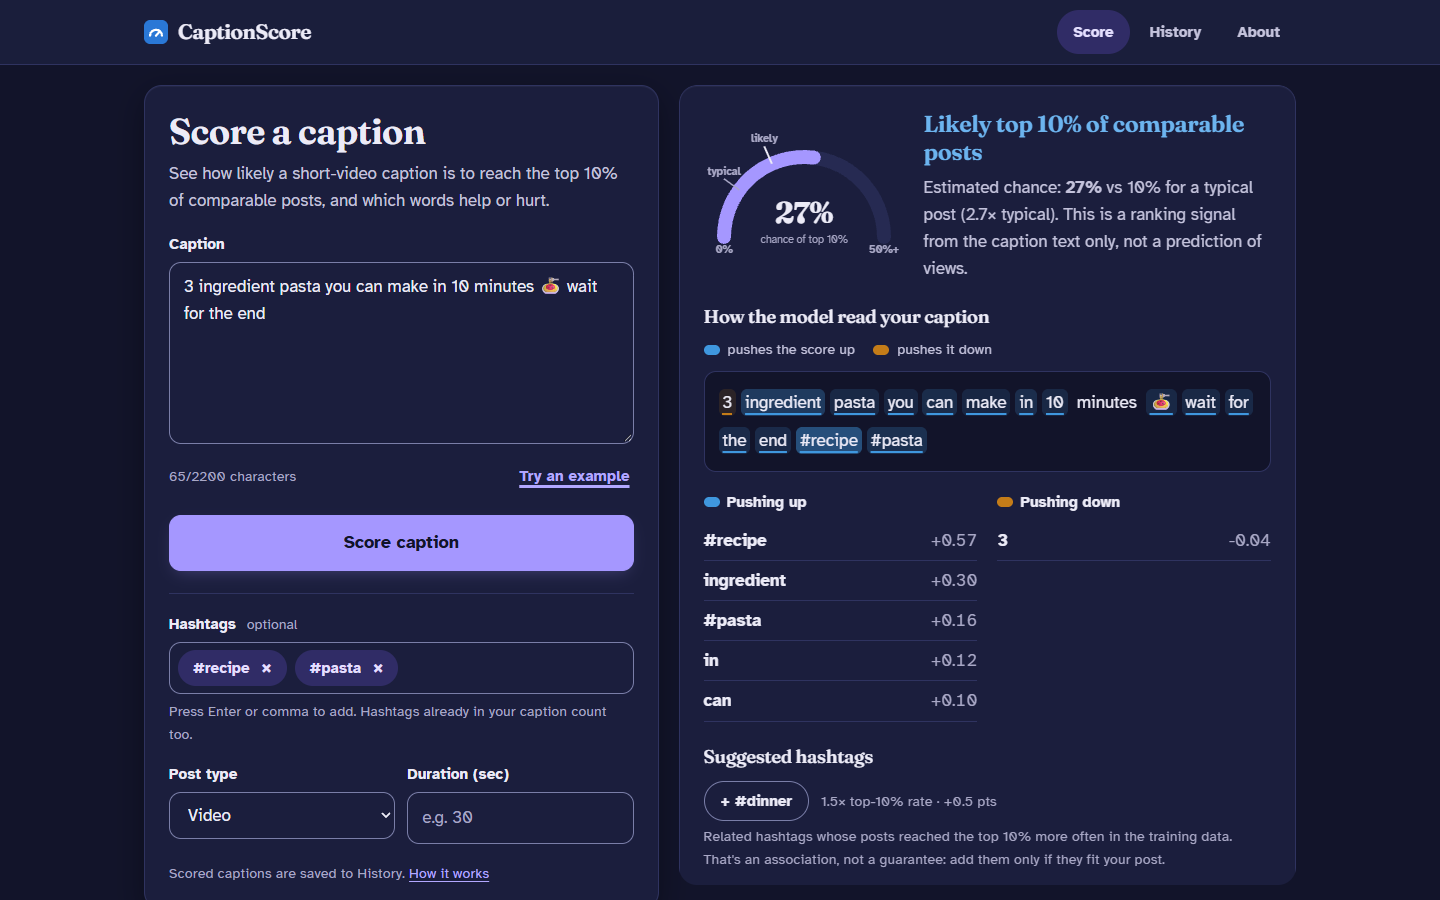 CaptionScore
Score
History
About
Score a caption
See how likely a short-video caption is to reach the top 10%
of comparable posts, and which words help or hurt.
Caption
3 ingredient pasta you can make in 10 minutes 🍝 wait
for the end
65/2200 characters
Try an example
Score caption
Hashtags optional
#recipe ×
#pasta ×
Press Enter or comma to add. Hashtags already in your caption count
too.
Post type
Duration (sec)
Video
e.g. 30
Scored captions are saved to History. How it works
likely
typical
27%
chance of top 10%
0%
50%+
Likely top 10% of comparable
posts
Estimated chance: 27% vs 10% for a typical
post (2.7× typical). This is a ranking signal
from the caption text only, not a prediction of
views.
How the model read your caption
pushes the score up
pushes it down
3 ingredient pasta you can make in 10 minutes 🍝 wait for
the end #recipe #pasta
Pushing up
#recipe +0.57
ingredient +0.30
#pasta +0.16
in +0.12
can +0.10
Pushing down
3 -0.04
Suggested hashtags
+ #dinner 1.5× top-10% rate · +0.5 pts
Related hashtags whose posts reached the top 10% more often in the training data.
That's an association, not a guarantee: add them only if they fit your post.